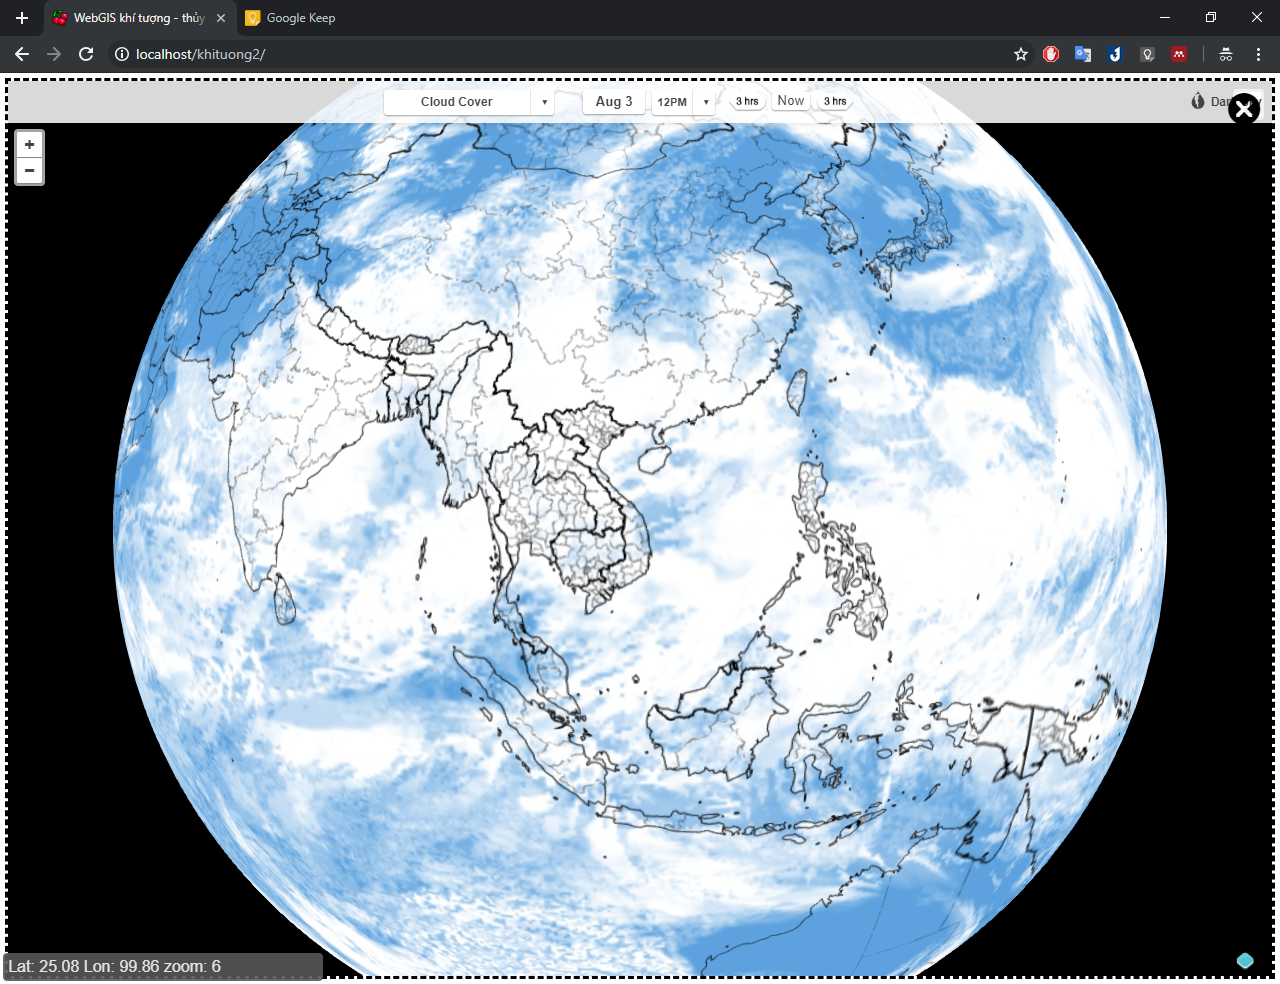 WebGIS khí tượng - thủy
Google Keep
localhost/khituong2/
Cloud Cover
Aug 3
12PM
3 hrs
Now
3 hrs
+
−
Lat: 25.08 Lon: 99.86 zoom: 6